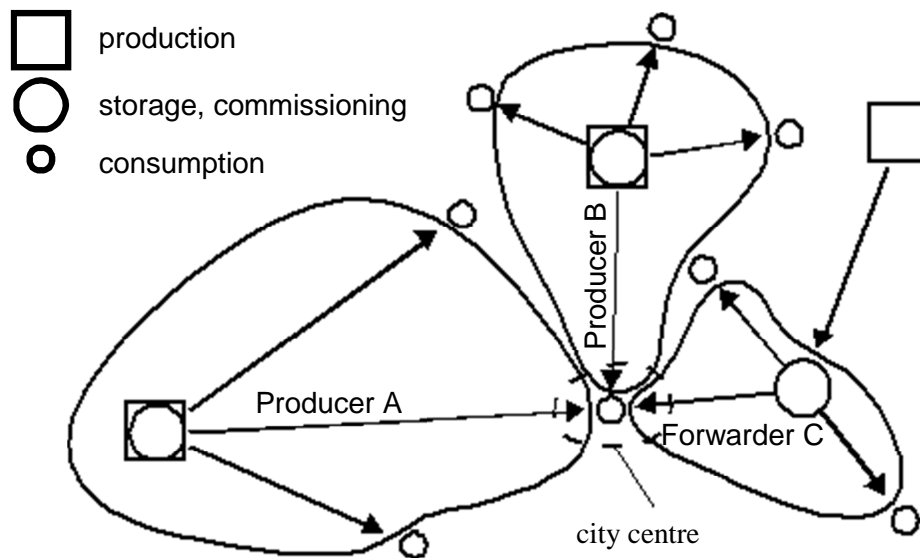 production
storage, commissioning
consumption
Producer B
Producer A
Forwarder C
city centre